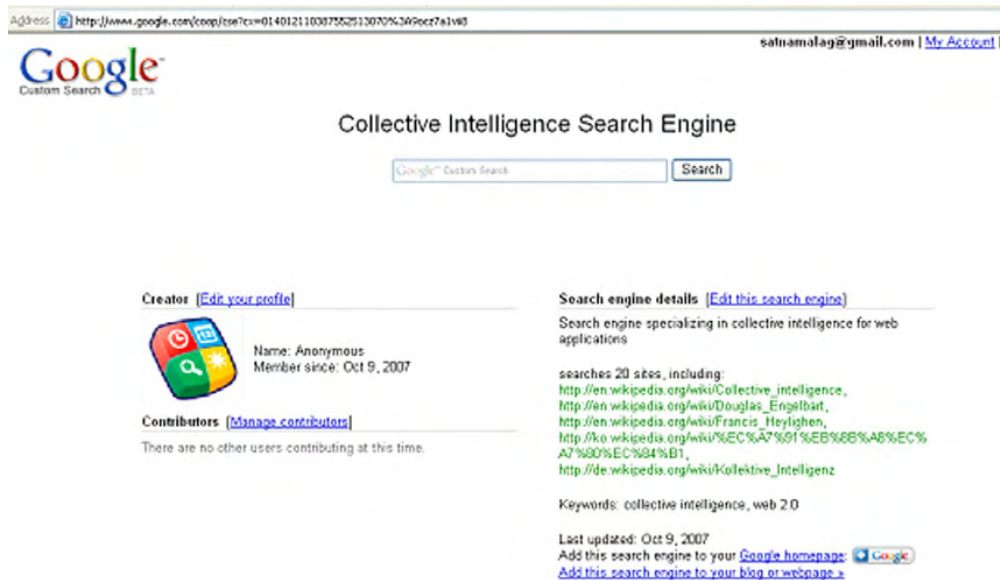 Address http://www.google.com/coop/cse?cx=014012110387552513070%3A9ocz7a1vi8
satnamalag@gmail.com | My Account |
Google
Custom Search BETA
Collective Intelligence Search Engine
Google™ Custom Search Search
Creator [Edit your profile]
Name: Anonymous
Member since: Oct 9, 2007
Contributors [Manage contributors]
There are no other users contributing at this time.
Search engine details [Edit this search engine]
Search engine specializing in collective intelligence for web
applications
searches 20 sites, including:
http://en.wikipedia.org/wiki/Collective_intelligence,
http://en.wikipedia.org/wiki/Douglas_Engelbart,
http://en.wikipedia.org/wiki/Francis_Heylighen,
http://ko.wikipedia.org/wiki/%EC%A7%91%EB%8B%A8%EC%
A7%80%EC%84%B1,
http://de.wikipedia.org/wiki/Kollektive_Intelligenz
Keywords: collective intelligence, web 2.0
Last updated: Oct 9, 2007
Add this search engine to your Google homepage: Google
Add this search engine to your blog or webpage »